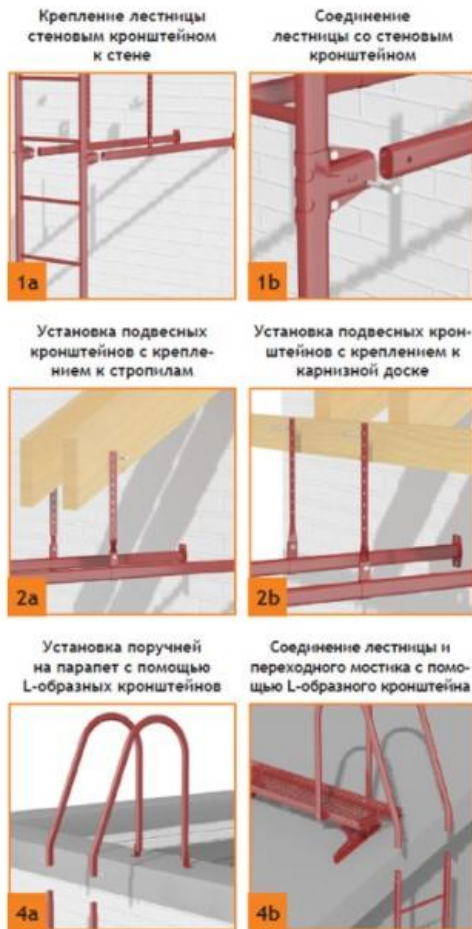 Крепление лестницы
стеновым кронштейном
к стене
Соединение
лестницы со стеновым
кронштейном
1a
1b
Установка подвесных
кронштейнов с крепле-
нием к стропилам
Установка подвесных крон-
штейнов с креплением к
карнизной доске
2a
2b
Установка поручней
на парапет с помощью
L-образных кронштейнов
Соединение лестницы и
переходного мостика с помо-
щью L-образного кронштейна
4a
4b